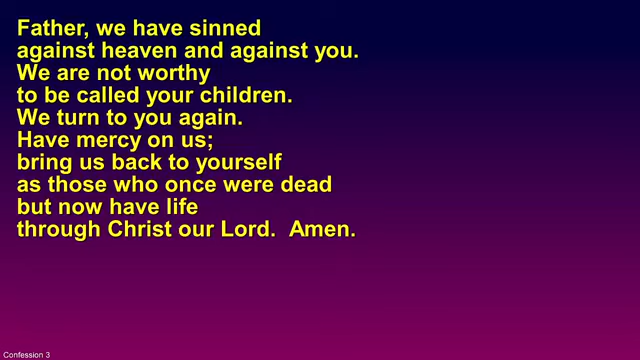 Father, we have sinned
against heaven and against you.
We are not worthy
to be called your children.
We turn to you again.
Have mercy on us;
bring us back to yourself
as those who once were dead
but now have life
through Christ our Lord.  Amen.
Confession 3